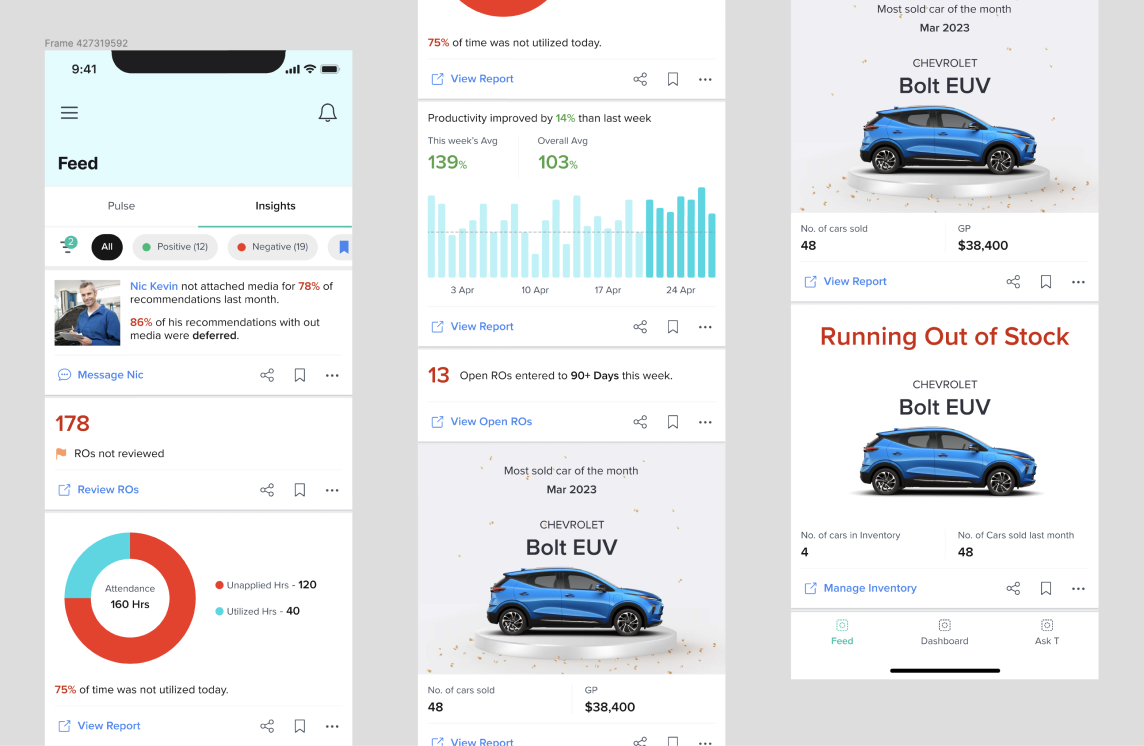 Frame 427319592
9:41
Feed
Pulse
Insights
2
All
Positive (12)
Negative (19)
Nic Kevin not attached media for 78% of
recommendations last month.
86% of his recommendations with out
media were deferred.
Message Nic
178
ROs not reviewed
Review ROs
Attendance
160 Hrs
Unapplied Hrs - 120
Utilized Hrs - 40
75% of time was not utilized today.
View Report
75% of time was not utilized today.
View Report
Productivity improved by 14% than last week
This week's Avg
Overall Avg
139%
103%
3 Apr
10 Apr
17 Apr
24 Apr
View Report
13 Open ROs entered to 90+ Days this week.
View Open ROs
Most sold car of the month
Mar 2023
CHEVROLET
Bolt EUV
No. of cars sold
GP
48
$38,400
View Report
Most sold car of the month
Mar 2023
CHEVROLET
Bolt EUV
No. of cars sold
GP
48
$38,400
View Report
Running Out of Stock
CHEVROLET
Bolt EUV
No. of cars in Inventory
No. of Cars sold last month
4
48
Manage Inventory
Feed
Dashboard
Ask T